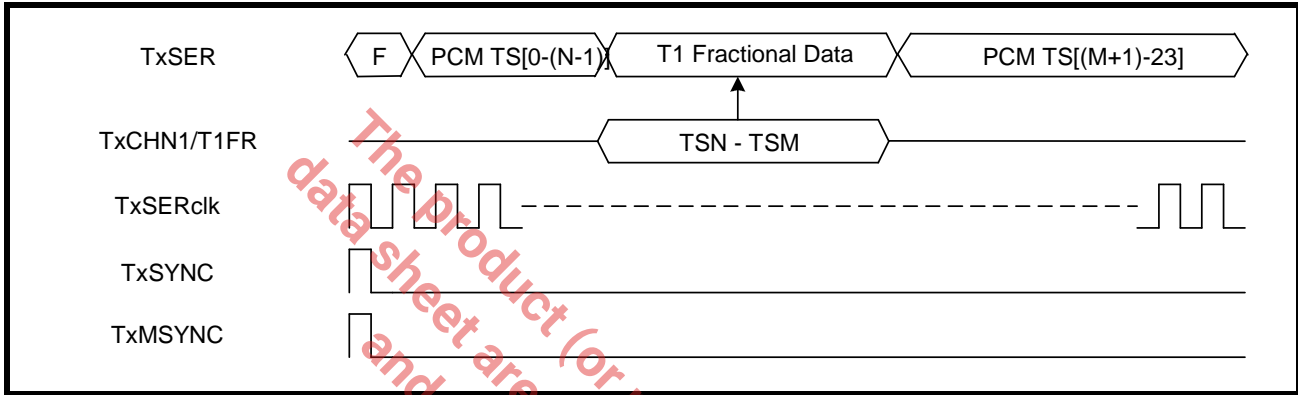 TxSER
F
PCM TS[0-(N-1)]
T1 Fractional Data
PCM TS[(M+1)-23]
TxCHN1/T1FR
TSN - TSM
TxSERclk
TxSYNC
TxMSYNC
The product (or
data sheet are
and